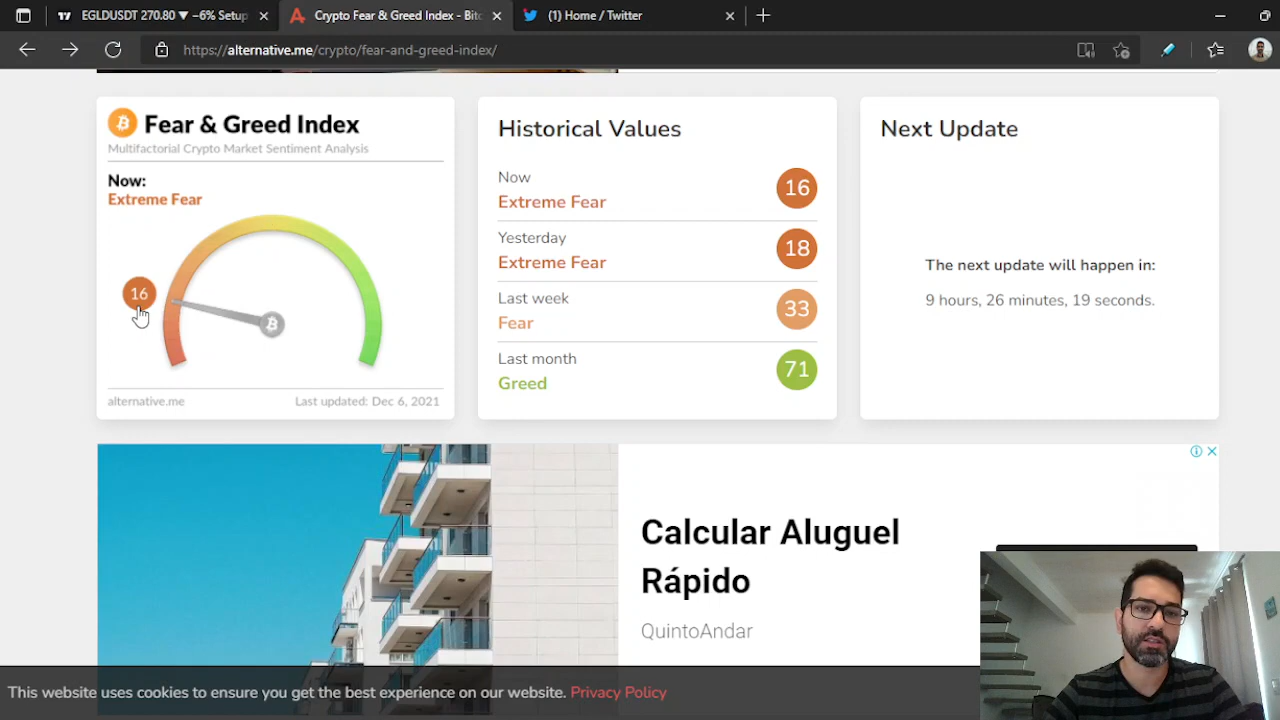 EGLDUSDT 270.80 ▼ −6% Setup
Crypto Fear & Greed Index - Bitc
(1) Home / Twitter
https://alternative.me/crypto/fear-and-greed-index/
Fear & Greed Index
Multifactorial Crypto Market Sentiment Analysis
Now:
Extreme Fear
16
alternative.me
Last updated: Dec 6, 2021
Historical Values
Now
Extreme Fear
16
Yesterday
Extreme Fear
18
Last week
Fear
33
Last month
Greed
71
Next Update
The next update will happen in:
9 hours, 26 minutes, 19 seconds.
Calcular Aluguel
Rápido
QuintoAndar
This website uses cookies to ensure you get the best experience on our website. Privacy Policy